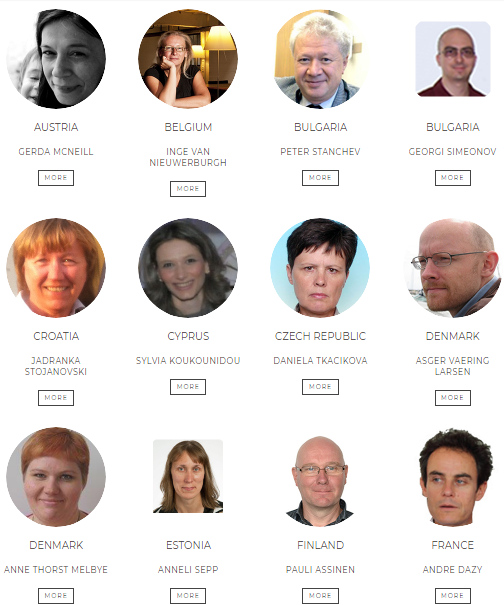 AUSTRIA
BELGIUM
BULGARIA
BULGARIA
GERDA MCNEILL
INGE VAN
NIEUWERBURGH
PETER STANCHEV
GEORGI SIMEONOV
MORE
MORE
MORE
MORE
CROATIA
CYPRUS
CZECH REPUBLIC
DENMARK
JADRANKA
STOJANOVSKI
SYLVIA KOUKOUNIDOU
DANIELA TKACIKOVA
ASGER VAERING
LARSEN
MORE
MORE
MORE
MORE
DENMARK
ESTONIA
FINLAND
FRANCE
ANNE THORST MELBYE
ANNELI SEPP
PAULI ASSINEN
ANDRE DAZY
MORE
MORE
MORE
MORE